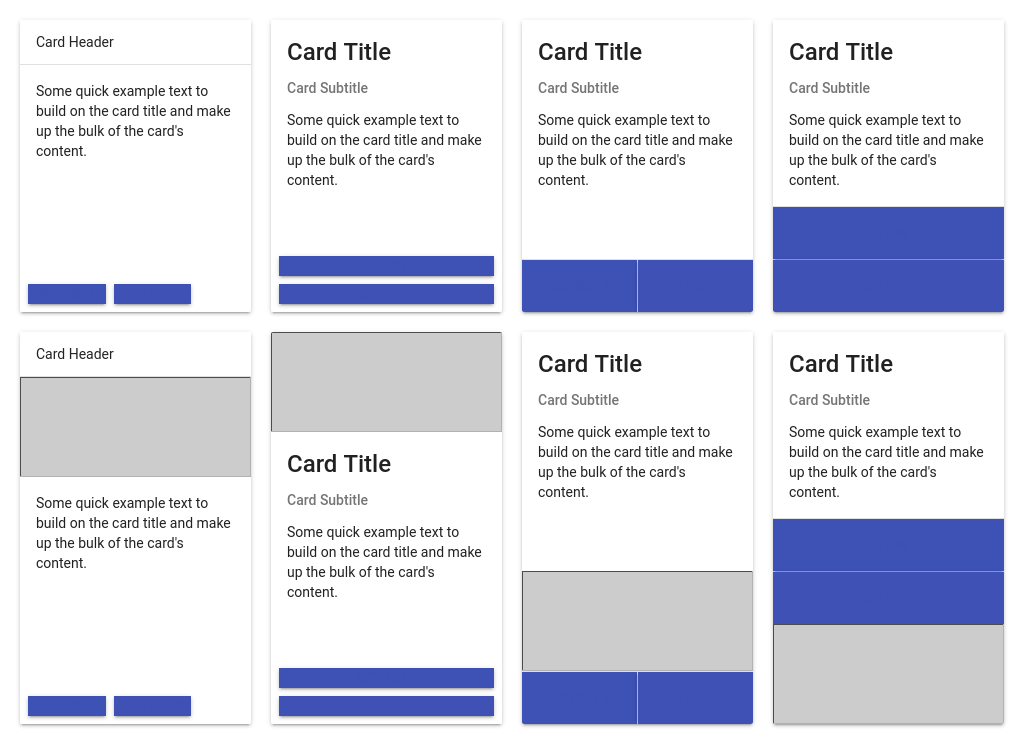 Card Header
Some quick example text to
build on the card title and make
up the bulk of the card's
content.
Card Title
Card Subtitle
Some quick example text to
build on the card title and make
up the bulk of the card's
content.
Card Title
Card Subtitle
Some quick example text to
build on the card title and make
up the bulk of the card's
content.
Card Title
Card Subtitle
Some quick example text to
build on the card title and make
up the bulk of the card's
content.
Card Header
Some quick example text to
build on the card title and make
up the bulk of the card's
content.
Card Title
Card Subtitle
Some quick example text to
build on the card title and make
up the bulk of the card's
content.
Card Title
Card Subtitle
Some quick example text to
build on the card title and make
up the bulk of the card's
content.
Card Title
Card Subtitle
Some quick example text to
build on the card title and make
up the bulk of the card's
content.